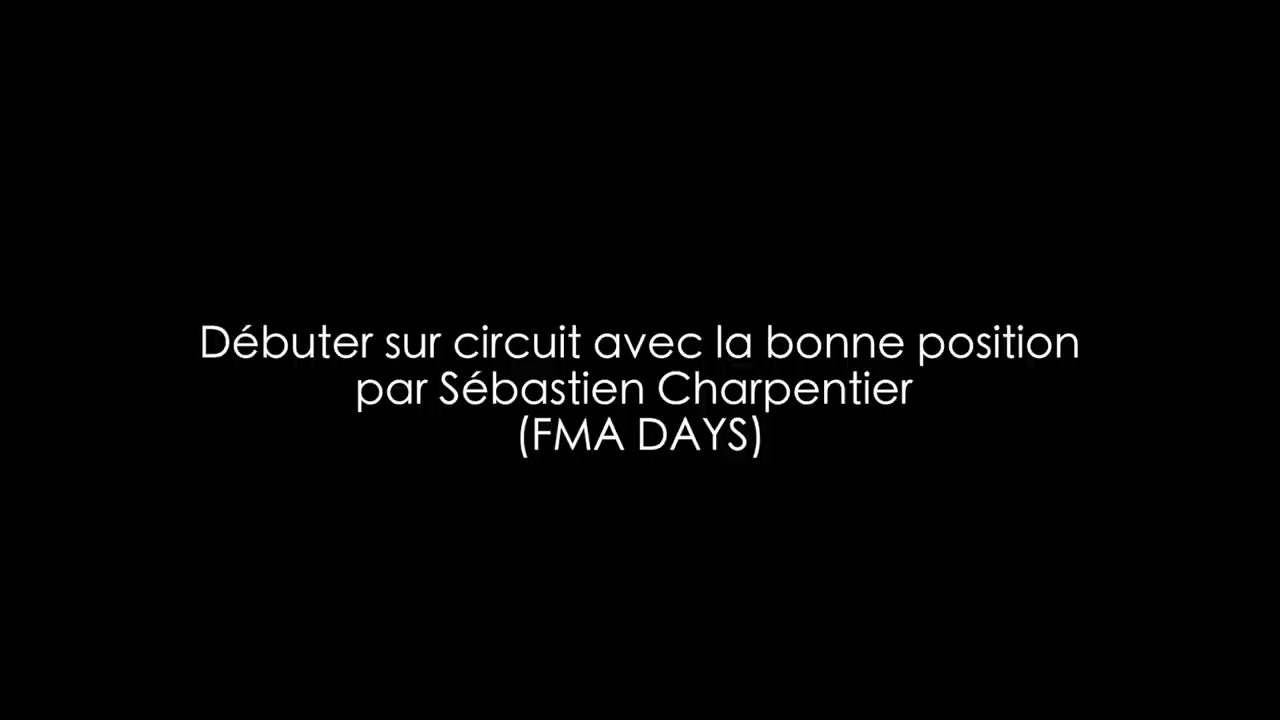 Débuter sur circuit avec la bonne position
par Sébastien Charpentier
(FMA DAYS)